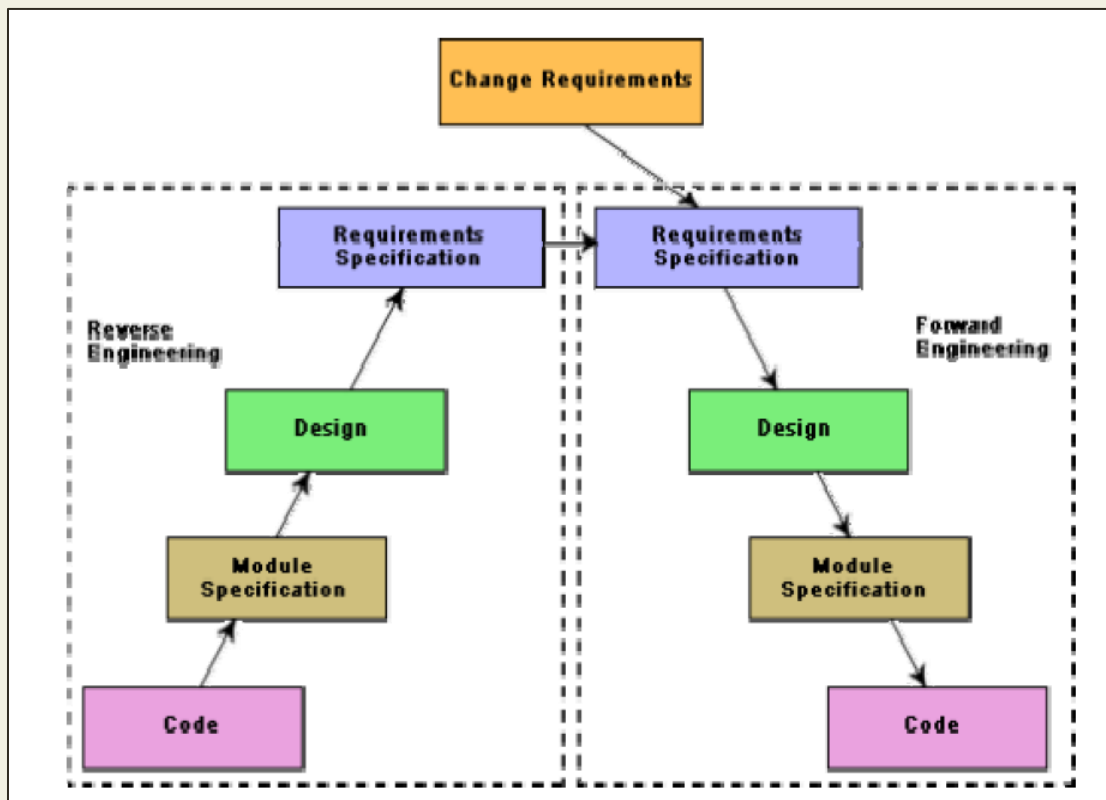 Change Requirements
Requirements
Specification
Requirements
Specification
Reverse
Engineering
Forward
Engineering
Design
Design
Module
Specification
Module
Specification
Code
Code